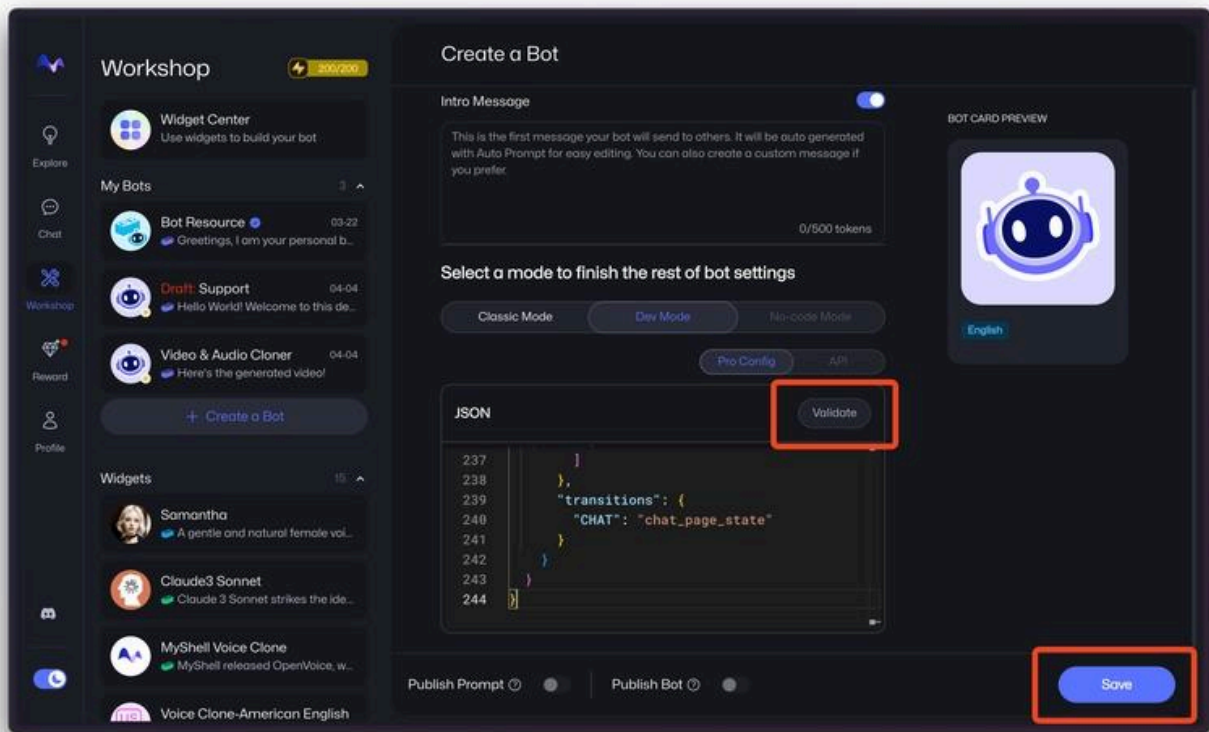 Workshop
200/200
Widget Center
Use widgets to build your bot
Explore
Chat
Workshop
Reward
Profile
My Bots
3
Bot Resource
03-22
Greetings, I am your personal b...
Draft: Support
04-04
Hello World! Welcome to this de...
Video & Audio Cloner
04-04
Here's the generated video!
+ Create a Bot
Widgets
15
Samantha
A gentle and natural female voi...
Claude3 Sonnet
Claude 3 Sonnet strikes the ide...
MyShell Voice Clone
MyShell released OpenVoice, w...
Voice Clone-American English
US
Create a Bot
Intro Message
This is the first message your bot will send to others. It will be auto generated
with Auto Prompt for easy editing. You can also create a custom message if
you prefer.
0/500 tokens
Select a mode to finish the rest of bot settings
Classic Mode
Dev Mode
No-code Mode
Pro Config
API
JSON
Validate
237 ]
238 },
239 "transitions": {
240 "CHAT": "chat_page_state"
241 }
242 }
243 }
244 }
Publish Prompt
Publish Bot
Save
BOT CARD PREVIEW
English